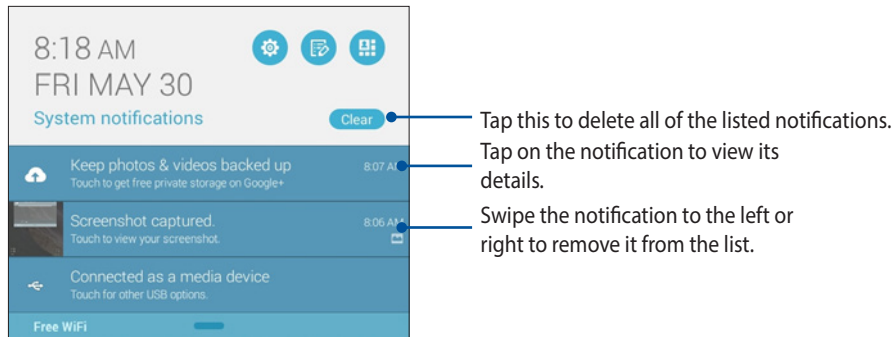 8:18 AM
FRI MAY 30
System notifications
Clear
Keep photos & videos backed up
8:07 AM
Touch to get free private storage on Google+
Screenshot captured.
8:06 AM
Touch to view your screenshot.
Connected as a media device
Touch for other USB options.
Free WiFi
Tap this to delete all of the listed notifications.
Tap on the notification to view its
details.
Swipe the notification to the left or
right to remove it from the list.